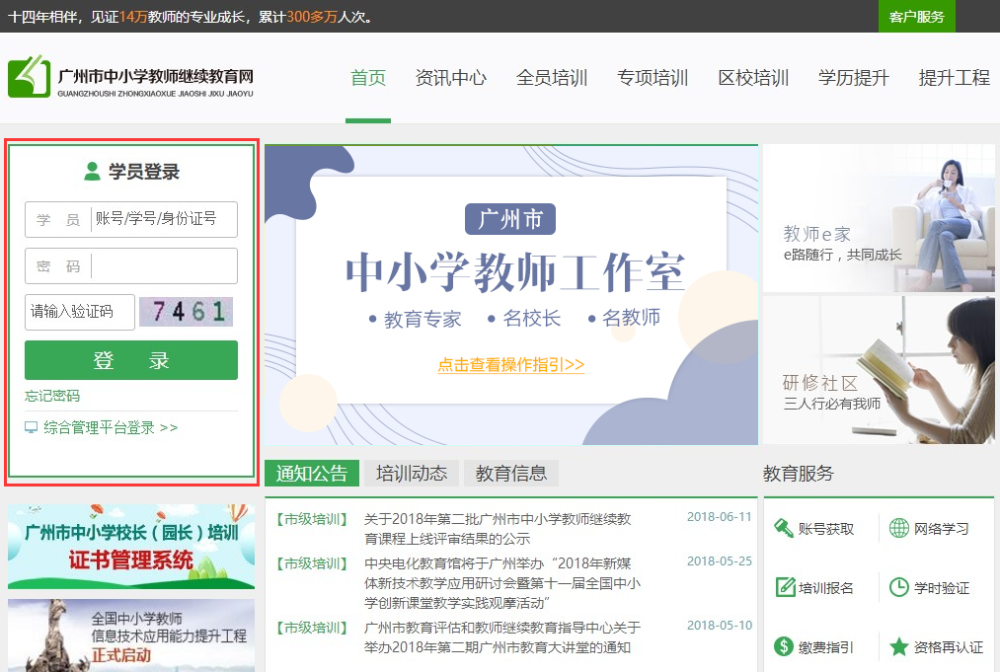 十四年相伴，见证14万教师的专业成长，累计300多万人次。
客户服务
广州市中小学教师继续教育网
GUANGZHOUSHI ZHONGXIAOXUE JIAOSHI JIXU JIAOYU
首页 资讯中心 全员培训 专项培训 区校培训 学历提升 提升工程
学员登录
学 员 账号/学号/身份证号
密 码
请输入验证码 7461
登 录
忘记密码
综合管理平台登录 >>
广州市中小学校长（园长）培训
证书管理系统
全国中小学教师
信息技术应用能力提升工程
正式启动
广州市
中小学教师工作室
• 教育专家 • 名校长 • 名教师
点击查看操作指引>>
教师e家
e路随行，共同成长
研修社区
三人行必有我师
通知公告 培训动态 教育信息
【市级培训】 关于2018年第二批广州市中小学教师继续教 2018-06-11
育课程上线评审结果的公示
【市级培训】 中央电化教育馆将于广州举办“2018年新媒 2018-05-25
体新技术教学应用研讨会暨第十一届全国中小
学创新课堂教学实践观摩活动”
【市级培训】 广州市教育评估和教师继续教育指导中心关于 2018-05-10
举办2018年第二期广州市教育大讲堂的通知
教育服务
账号获取 网络学习
培训报名 学时验证
缴费指引 资格再认证